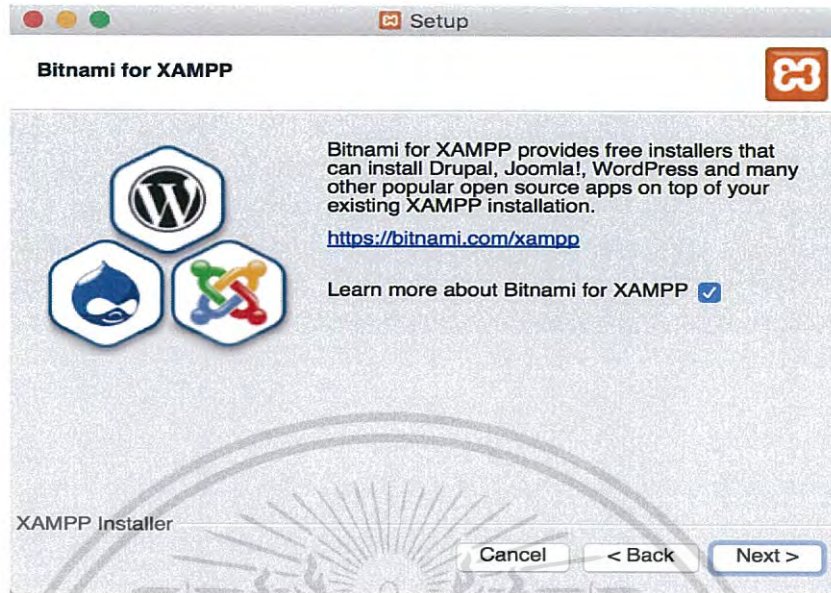 Setup
Bitnami for XAMPP
Bitnami for XAMPP provides free installers that
can install Drupal, Joomla!, WordPress and many
other popular open source apps on top of your
existing XAMPP installation.
https://bitnami.com/xampp
Learn more about Bitnami for XAMPP
XAMPP Installer
Cancel
< Back
Next >